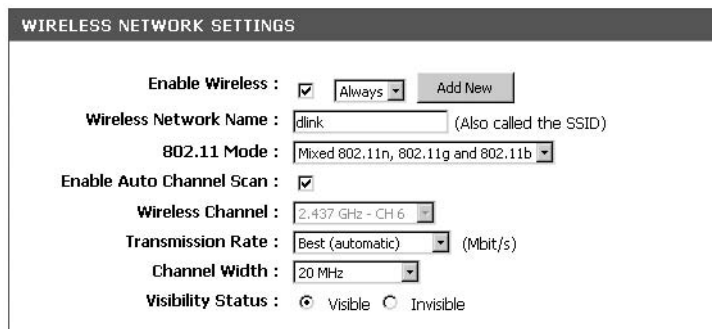 WIRELESS NETWORK SETTINGS
Enable Wireless : Always Add New
Wireless Network Name : dlink (Also called the SSID)
802.11 Mode : Mixed 802.11n, 802.11g and 802.11b
Enable Auto Channel Scan :
Wireless Channel : 2.437 GHz - CH 6
Transmission Rate : Best (automatic) (Mbit/s)
Channel Width : 20 MHz
Visibility Status : Visible Invisible